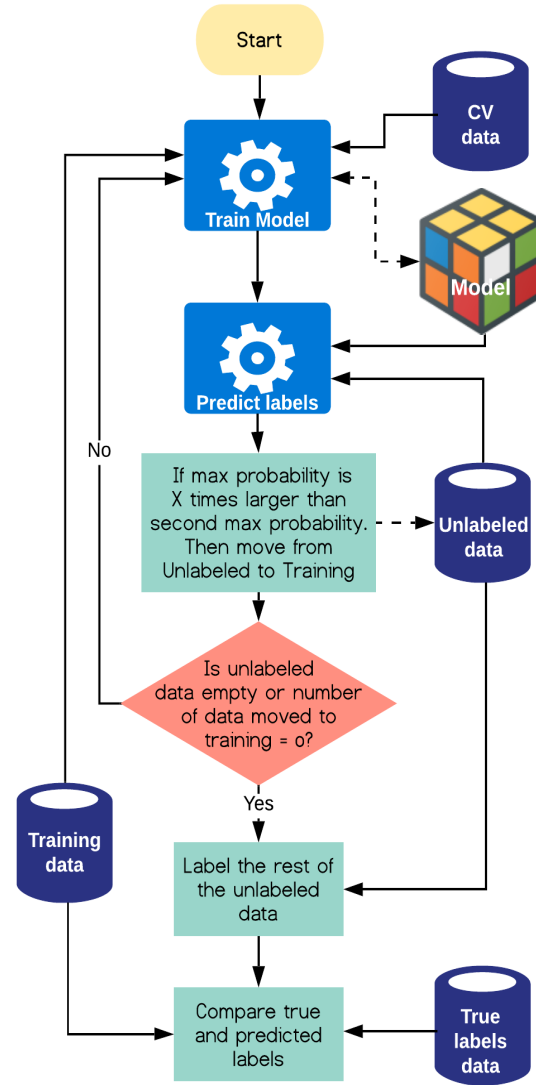 Start
CV
data
Train Model
Model
Predict labels
No
If max probability is
X times larger than
second max probability.
Then move from
Unlabeled to Training
Unlabeled
data
Is unlabeled
data empty or number
of data moved to
training = 0?
Yes
Training
data
Label the rest of
the unlabeled
data
Compare true
and predicted
labels
True
labels
data